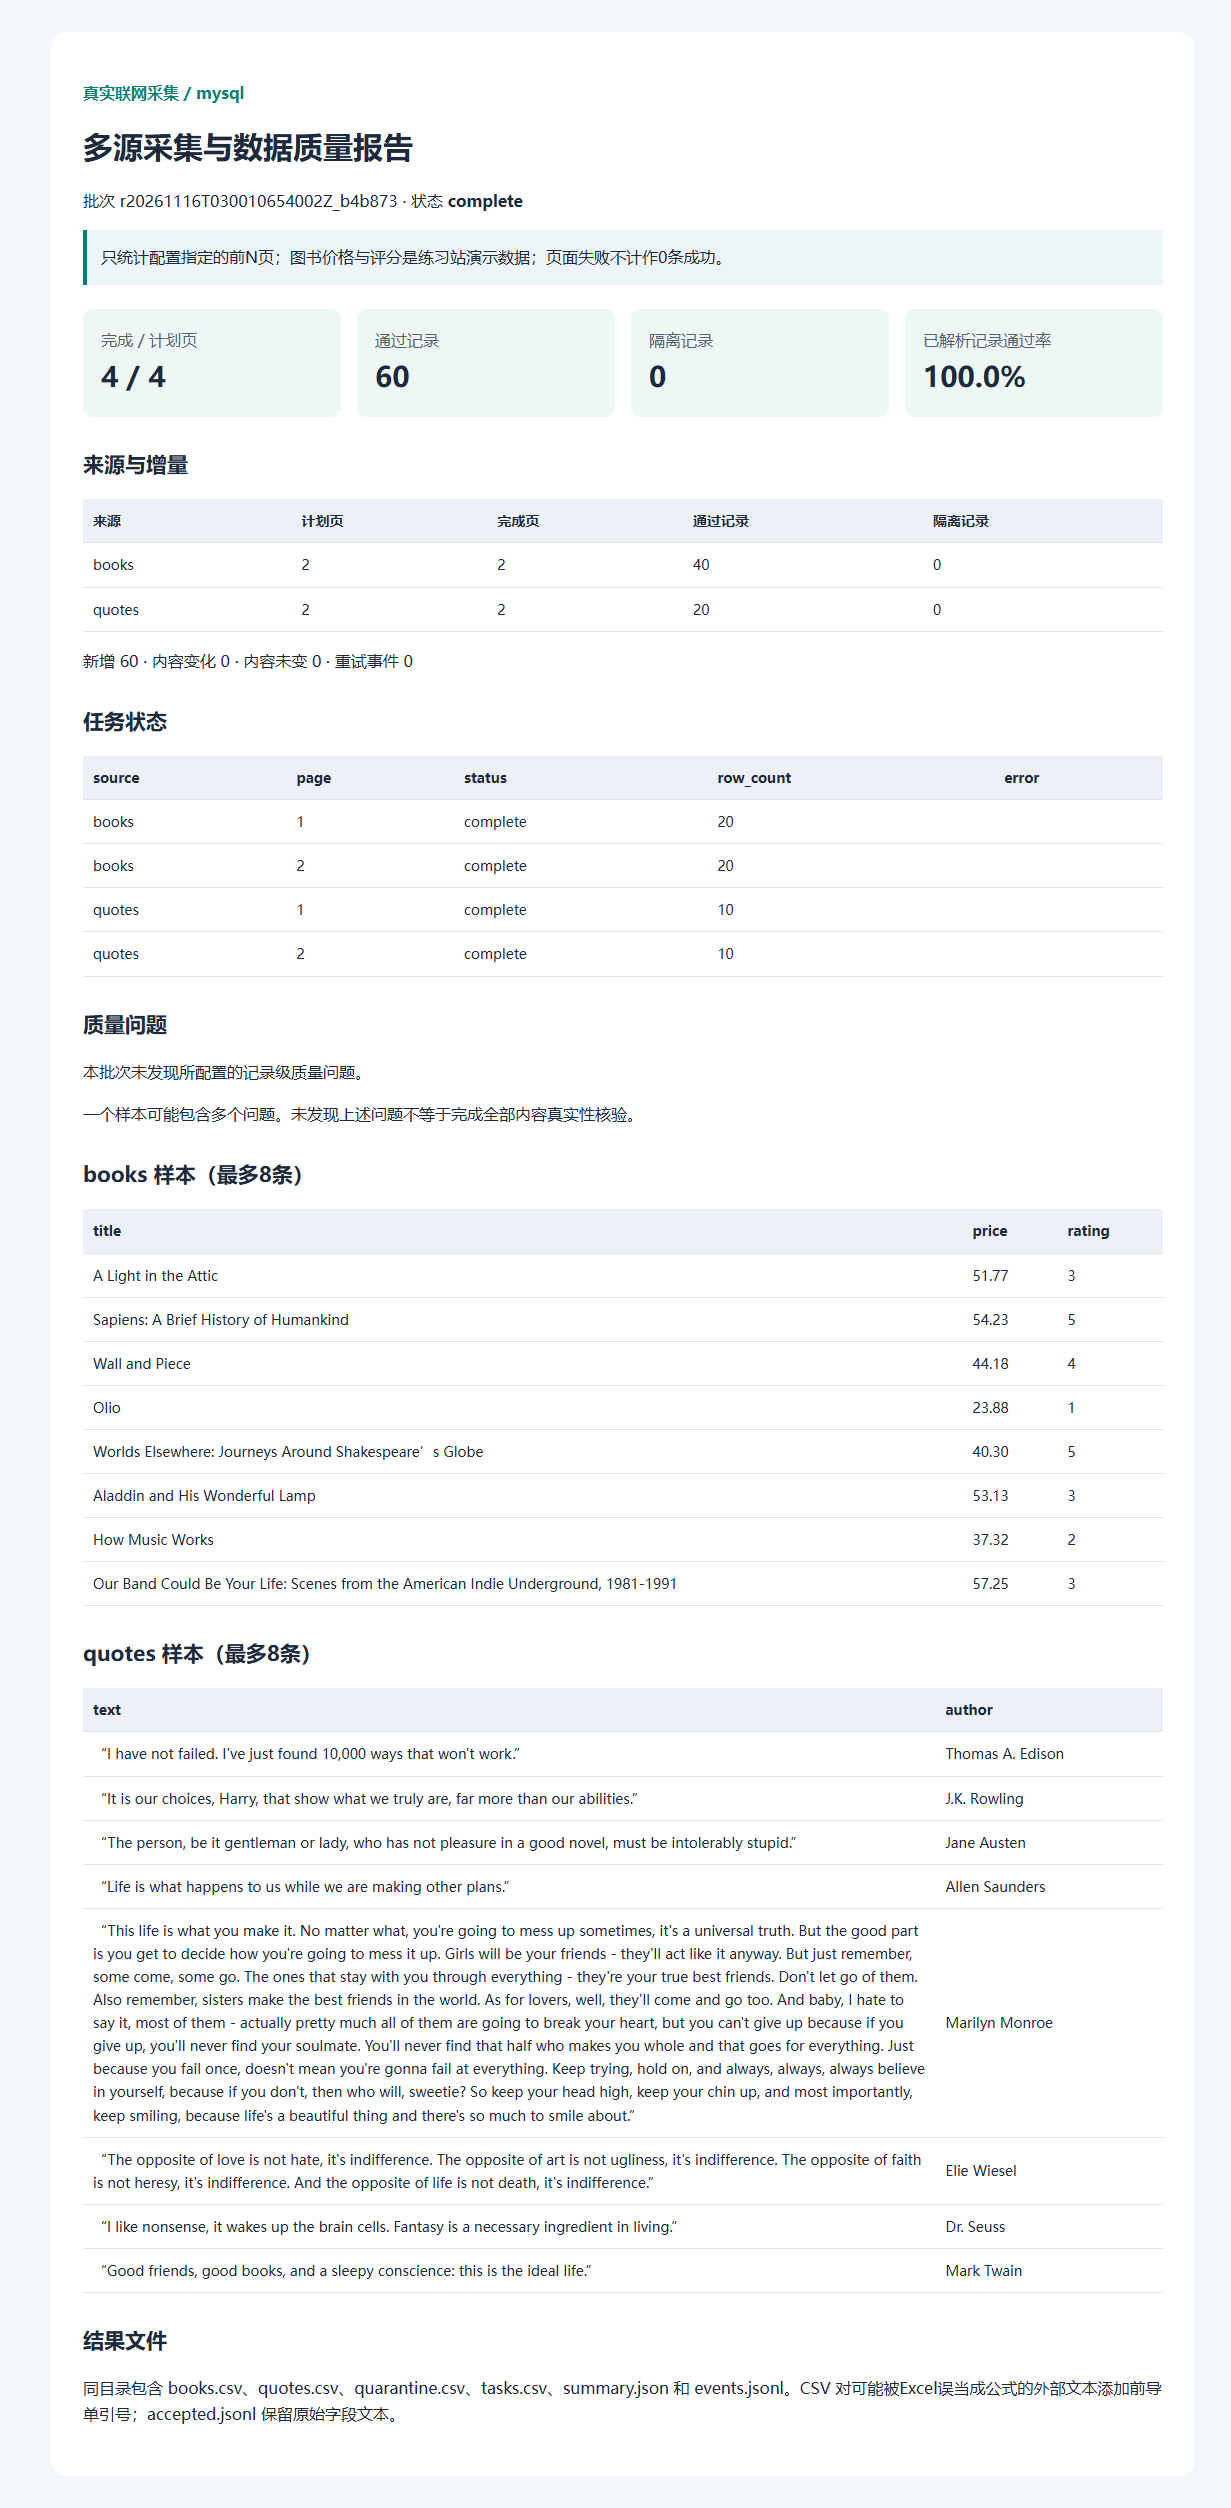 真实联网采集 / mysql
多源采集与数据质量报告
批次 r20261116T030010654002Z_b4b873 · 状态 complete
只统计配置指定的前N页；图书价格与评分是练习站演示数据；页面失败不计作0条成功。
完成 / 计划页 通过记录 隔离记录 已解析记录通过率
4 / 4 60 0 100.0%
来源与增量
来源 计划页 完成页 通过记录 隔离记录
books 2 2 40 0
quotes 2 2 20 0
新增 60 · 内容变化 0 · 内容未变 0 · 重试事件 0
任务状态
source page status row_count error
books 1 complete 20
books 2 complete 20
quotes 1 complete 10
quotes 2 complete 10
质量问题
本批次未发现所配置的记录级质量问题。
一个样本可能包含多个问题。未发现上述问题不等于完成全部内容真实性核验。
books 样本（最多8条）
title price rating
A Light in the Attic 51.77 3
Sapiens: A Brief History of Humankind 54.23 5
Wall and Piece 44.18 4
Olio 23.88 1
Worlds Elsewhere: Journeys Around Shakespeare’s Globe 40.30 5
Aladdin and His Wonderful Lamp 53.13 3
How Music Works 37.32 2
Our Band Could Be Your Life: Scenes from the American Indie Underground, 1981-1991 57.25 3
quotes 样本（最多8条）
text author
“I have not failed. I've just found 10,000 ways that won't work.” Thomas A. Edison
“It is our choices, Harry, that show what we truly are, far more than our abilities.” J.K. Rowling
“The person, be it gentleman or lady, who has not pleasure in a good novel, must be intolerably stupid.” Jane Austen
“Life is what happens to us while we are making other plans.” Allen Saunders
“This life is what you make it. No matter what, you're going to mess up sometimes, it's a universal truth. But the good part
is you get to decide how you're going to mess it up. Girls will be your friends - they'll act like it anyway. But just remember,
some come, some go. The ones that stay with you through everything - they're your true best friends. Don't let go of them.
Also remember, sisters make the best friends in the world. As for lovers, well, they'll come and go too. And baby, I hate to
say it, most of them - actually pretty much all of them are going to break your heart, but you can't give up because if you
give up, you'll never find your soulmate. You'll never find that half who makes you whole and that goes for everything. Just
because you fail once, doesn't mean you're gonna fail at everything. Keep trying, hold on, and always, always, always believe
in yourself, because if you don't, then who will, sweetie? So keep your head high, keep your chin up, and most importantly,
keep smiling, because life's a beautiful thing and there's so much to smile about.”
Marilyn Monroe
“The opposite of love is not hate, it's indifference. The opposite of art is not ugliness, it's indifference. The opposite of faith
is not heresy, it's indifference. And the opposite of life is not death, it's indifference.”
Elie Wiesel
“I like nonsense, it wakes up the brain cells. Fantasy is a necessary ingredient in living.” Dr. Seuss
“Good friends, good books, and a sleepy conscience: this is the ideal life.” Mark Twain
结果文件
同目录包含 books.csv、quotes.csv、quarantine.csv、tasks.csv、summary.json 和 events.jsonl。CSV 对可能被Excel误当成公式的外部文本添加前导
单引号；accepted.jsonl 保留原始字段文本。